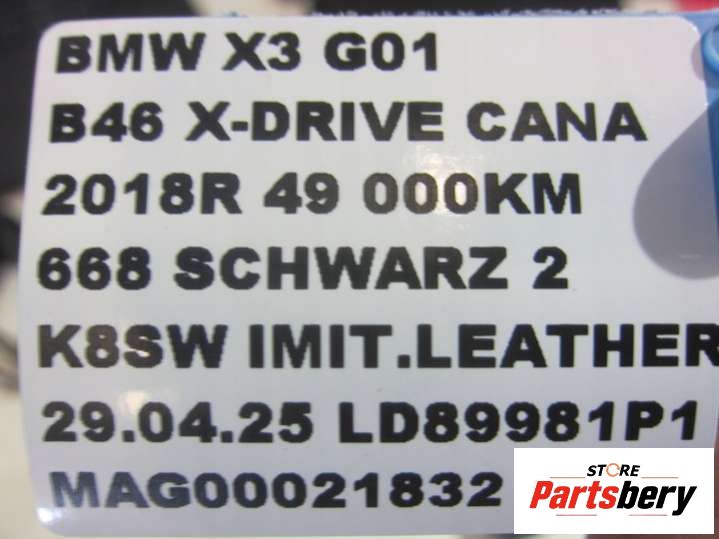 BMW X3 G01
B46 X-DRIVE CANA
2018R 49 000KM
668 SCHWARZ 2
K8SW IMIT.LEATHER
29.04.25 LD89981P1
MAG00021832
STORE
Partsbery